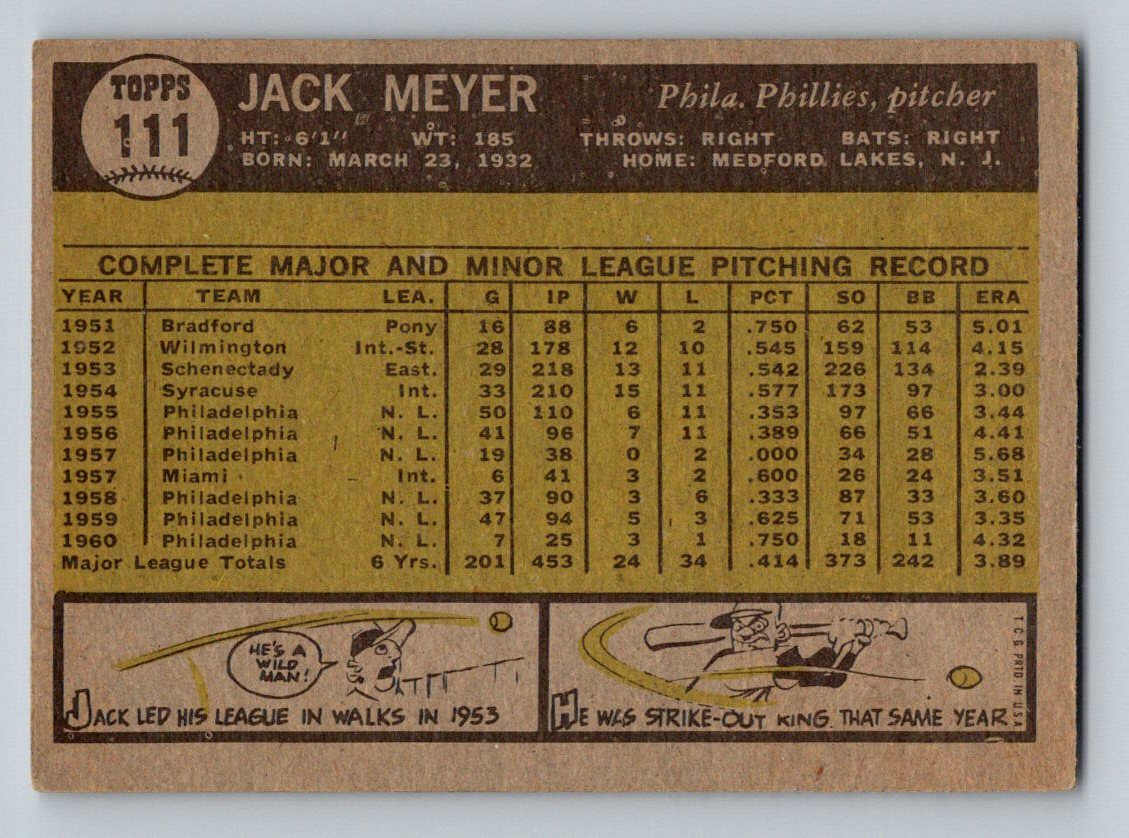 TOPPS
111
JACK MEYER
Phila. Phillies, pitcher
HT: 6'1" WT: 185 THROWS: RIGHT BATS: RIGHT
BORN: MARCH 23, 1932 HOME: MEDFORD LAKES, N. J.
COMPLETE MAJOR AND MINOR LEAGUE PITCHING RECORD
YEAR TEAM LEA. G IP W L PCT SO BB ERA
1951 Bradford Pony 16 88 6 2 .750 62 53 5.01
1952 Wilmington Int.-St. 28 178 12 10 .545 159 114 4.15
1953 Schenectady East. 29 218 13 11 .542 226 134 2.39
1954 Syracuse Int. 33 210 15 11 .577 173 97 3.00
1955 Philadelphia N. L. 50 110 6 11 .353 97 66 3.44
1956 Philadelphia N. L. 41 96 7 11 .389 66 51 4.41
1957 Philadelphia N. L. 19 38 0 2 .000 34 28 5.68
1957 Miami Int. 6 41 3 2 .600 26 24 3.51
1958 Philadelphia N. L. 37 90 3 6 .333 87 33 3.60
1959 Philadelphia N. L. 47 94 5 3 .625 71 53 3.35
1960 Philadelphia N. L. 7 25 3 1 .750 18 11 4.32
Major League Totals 6 Yrs. 201 453 24 34 .414 373 242 3.89
HE'S A
WILD
MAN!
JACK LED HIS LEAGUE IN WALKS IN 1953
HE WAS STRIKE-OUT KING THAT SAME YEAR
T.C.G. PRTD IN U.S.A.